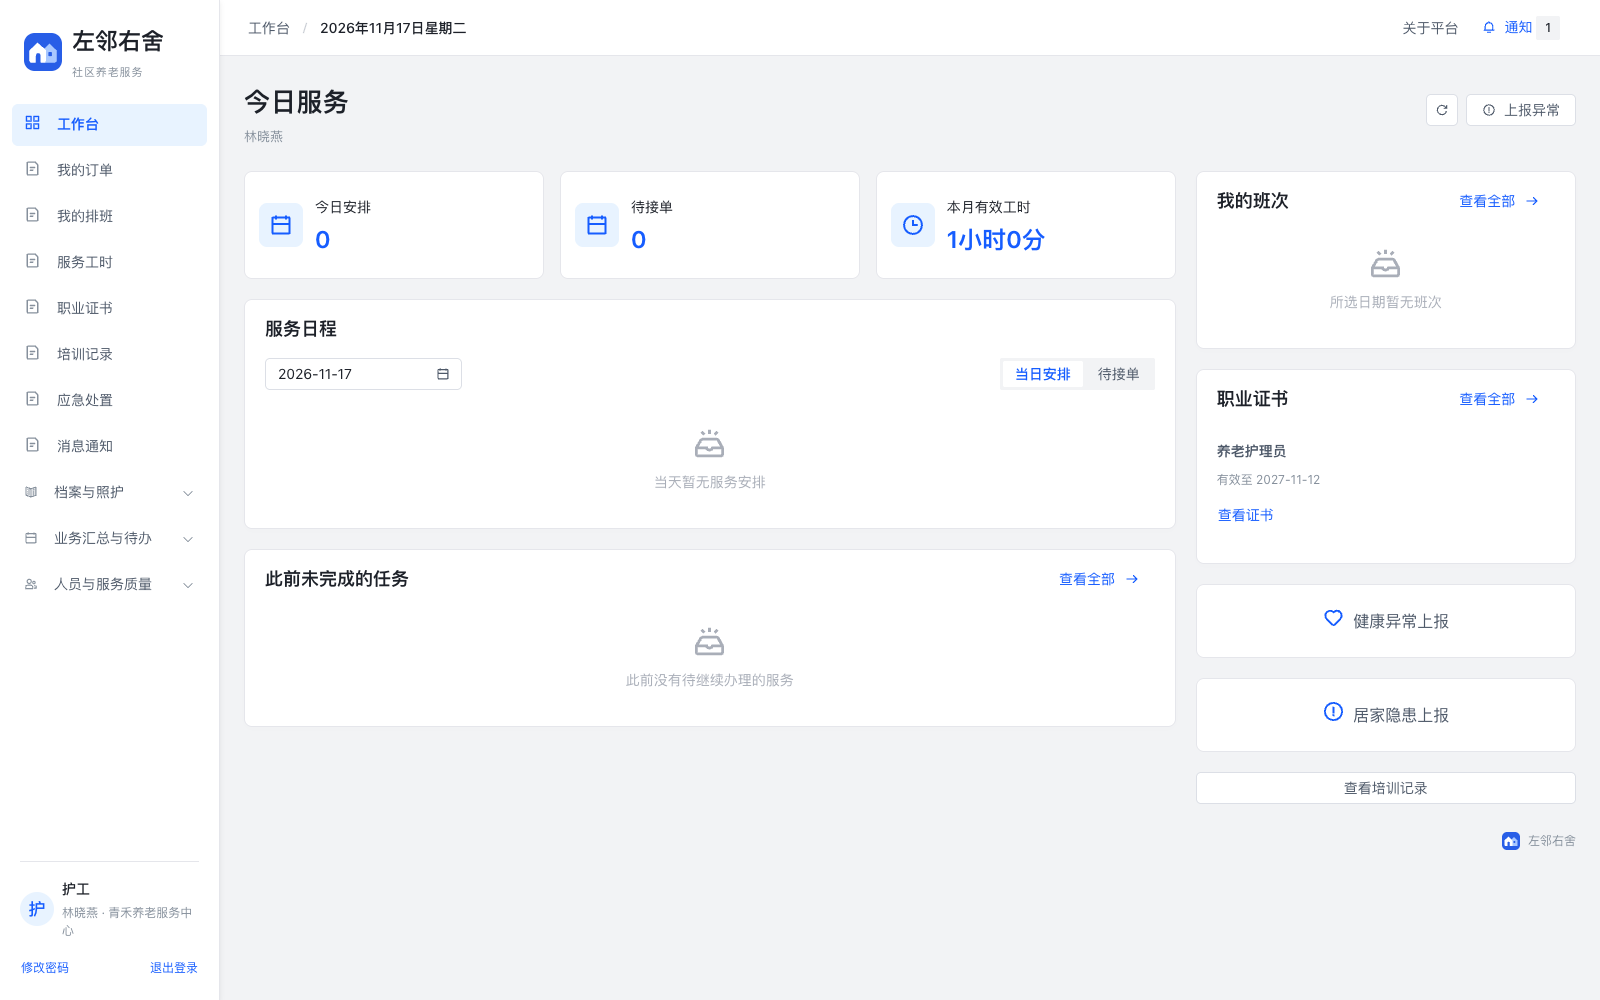 左邻右舍
社区养老服务
工作台
我的订单
我的排班
服务工时
职业证书
培训记录
应急处置
消息通知
档案与照护
业务汇总与待办
人员与服务质量
护
护工
林晓燕 · 青禾养老服务中
心
修改密码 退出登录
工作台 / 2026年11月17日星期二
关于平台 通知 1
今日服务
林晓燕
上报异常
今日安排
0
待接单
0
本月有效工时
1小时0分
服务日程
2026-11-17
当日安排 待接单
当天暂无服务安排
此前未完成的任务 查看全部
此前没有待继续办理的服务
我的班次 查看全部
所选日期暂无班次
职业证书 查看全部
养老护理员
有效至 2027-11-12
查看证书
健康异常上报
居家隐患上报
查看培训记录
左邻右舍